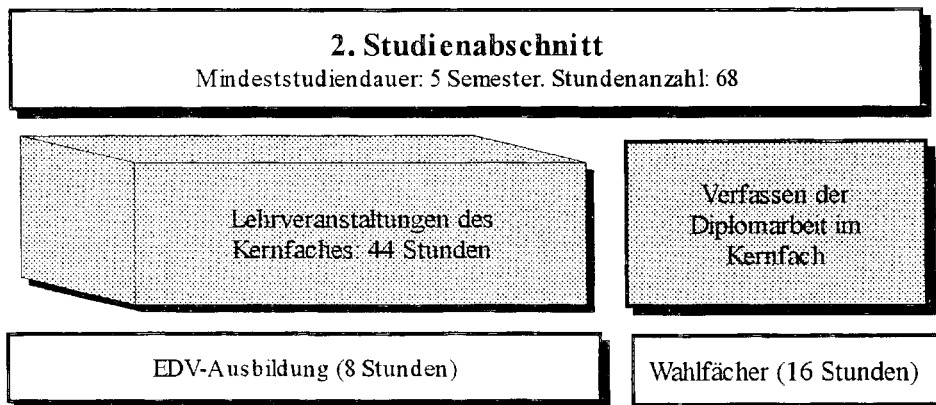 2. Studienabschnitt
Mindeststudiendauer: 5 Semester. Stundenanzahl: 68
Lehrveranstaltungen des
Kernfaches: 44 Stunden
Verfassen der
Diplomarbeit im
Kernfach
EDV-Ausbildung (8 Stunden)
Wahlfächer (16 Stunden)